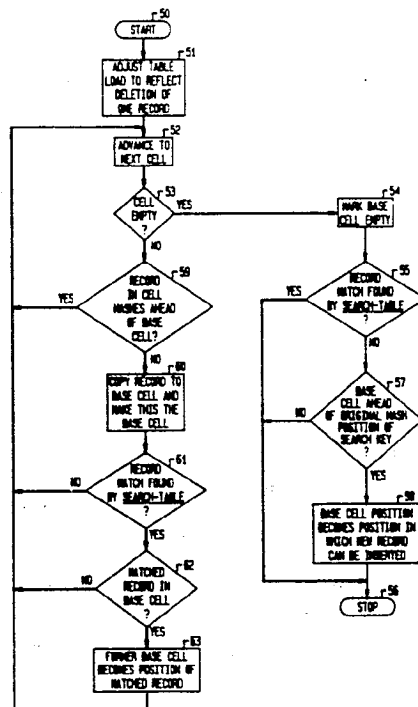 50
START
51
ADJUST TABLE
LOAD TO REFLECT
DELETION OF
ONE RECORD
52
ADVANCE TO
NEXT CELL
53
CELL
EMPTY
?
YES
NO
54
MARK BASE
CELL EMPTY
59
RECORD
IN CELL
HASHES AHEAD
OF BASE
CELL?
YES
NO
55
RECORD
MATCH FOUND
BY SEARCH-TABLE
?
YES
NO
60
COPY RECORD TO
BASE CELL AND
MAKE THIS THE
BASE CELL
57
BASE
CELL AHEAD
OF ORIGINAL HASH
POSITION OF
SEARCH KEY
?
NO
YES
61
RECORD
MATCH FOUND
BY SEARCH-TABLE
?
NO
YES
58
BASE CELL POSITION
BECOMES POSITION IN
WHICH NEW RECORD
CAN BE INSERTED
62
MATCHED
RECORD IN
BASE CELL
?
NO
YES
56
STOP
63
FORMER BASE CELL
BECOMES POSITION OF
MATCHED RECORD